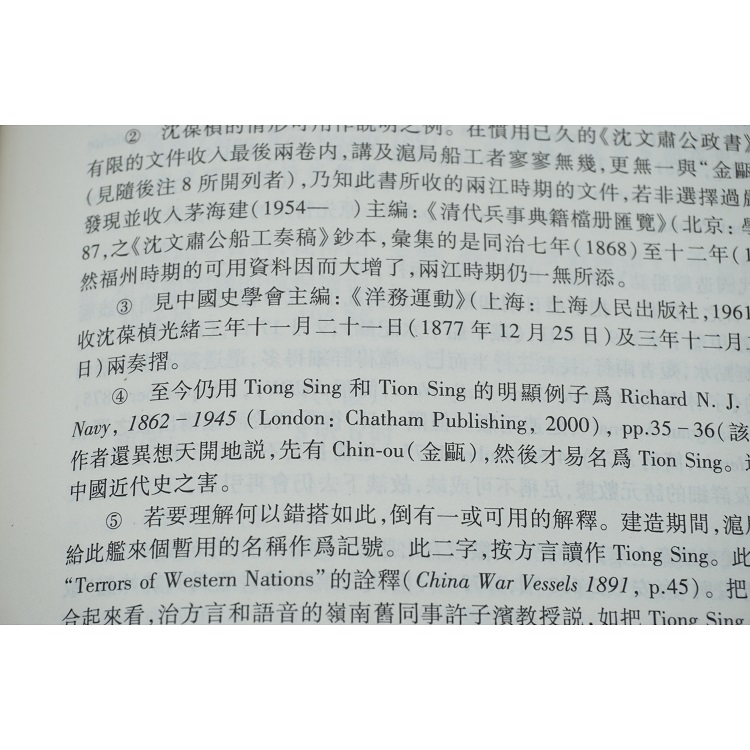 ② 沈葆楨的情形可用作說明之例。在慣用已久的《沈文肅公政書》
有限的文件收入最後兩卷内，講及滬局船工者寥寥無幾，更無一與“金甌
(見隨後注8所開列者)，乃知此書所收的兩江時期的文件，若非選擇過
發現並收入茅海建(1954— )主編：《清代兵事典籍檔册匯覽》(北京：學
87，之《沈文肅公船工奏稿》鈔本，彙集的是同治七年(1868)至十二年(1
然福州時期的可用資料因而大增了，兩江時期仍一無所添。
③ 見中國史學會主編：《洋務運動》(上海：上海人民出版社，1961
收沈葆楨光緒三年十一月二十一日(1877年12月25日)及三年十二月
日)兩奏摺。
④ 至今仍用 Tiong Sing 和 Tion Sing 的明顯例子爲 Richard N. J.
Navy, 1862 – 1945 (London: Chatham Publishing, 2000), pp.35 – 36(該
作者還異想天開地説，先有 Chin-ou(金甌)，然後才易名爲 Tion Sing。
中國近代史之害。
⑤ 若要理解何以錯搭如此，倒有一或可用的解釋。建造期間，滬
給此艦來個暫用的名稱作爲記號。此二字，按方言讀作 Tiong Sing。此
“Terrors of Western Nations”的詮釋(China War Vessels 1891, p.45)。把
合起來看，治方言和語音的嶺南舊同事許子濱教授説，如把 Tiong Sing